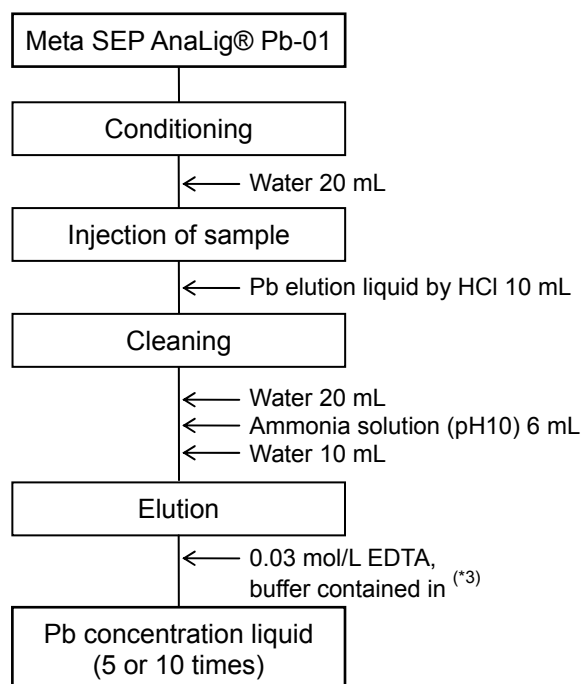 Meta SEP AnaLig® Pb-01
Conditioning
Water 20 mL
Injection of sample
Pb elution liquid by HCl 10 mL
Cleaning
Water 20 mL
Ammonia solution (pH10) 6 mL
Water 10 mL
Elution
0.03 mol/L EDTA,
buffer contained in (*3)
Pb concentration liquid
(5 or 10 times)